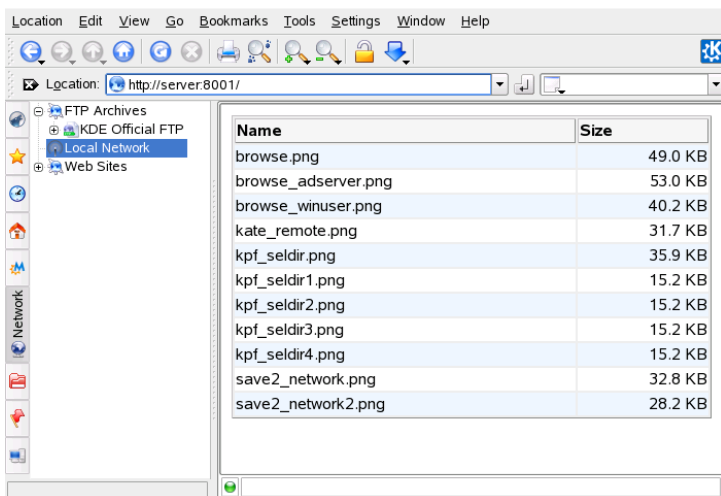 Location Edit View Go Bookmarks Tools Settings Window Help
Location: http://server:8001/
FTP Archives
KDE Official FTP
Local Network
Web Sites
Network
Name Size
browse.png 49.0 KB
browse_adserver.png 53.0 KB
browse_winuser.png 40.2 KB
kate_remote.png 31.7 KB
kpf_seldir.png 35.9 KB
kpf_seldir1.png 15.2 KB
kpf_seldir2.png 15.2 KB
kpf_seldir3.png 15.2 KB
kpf_seldir4.png 15.2 KB
save2_network.png 32.8 KB
save2_network2.png 28.2 KB